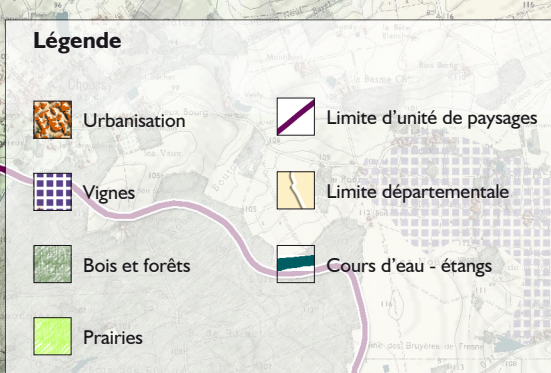 Légende
Urbanisation
Vignes
Bois et forêts
Prairies
Limite d'unité de paysages
Limite départementale
Cours d'eau - étangs